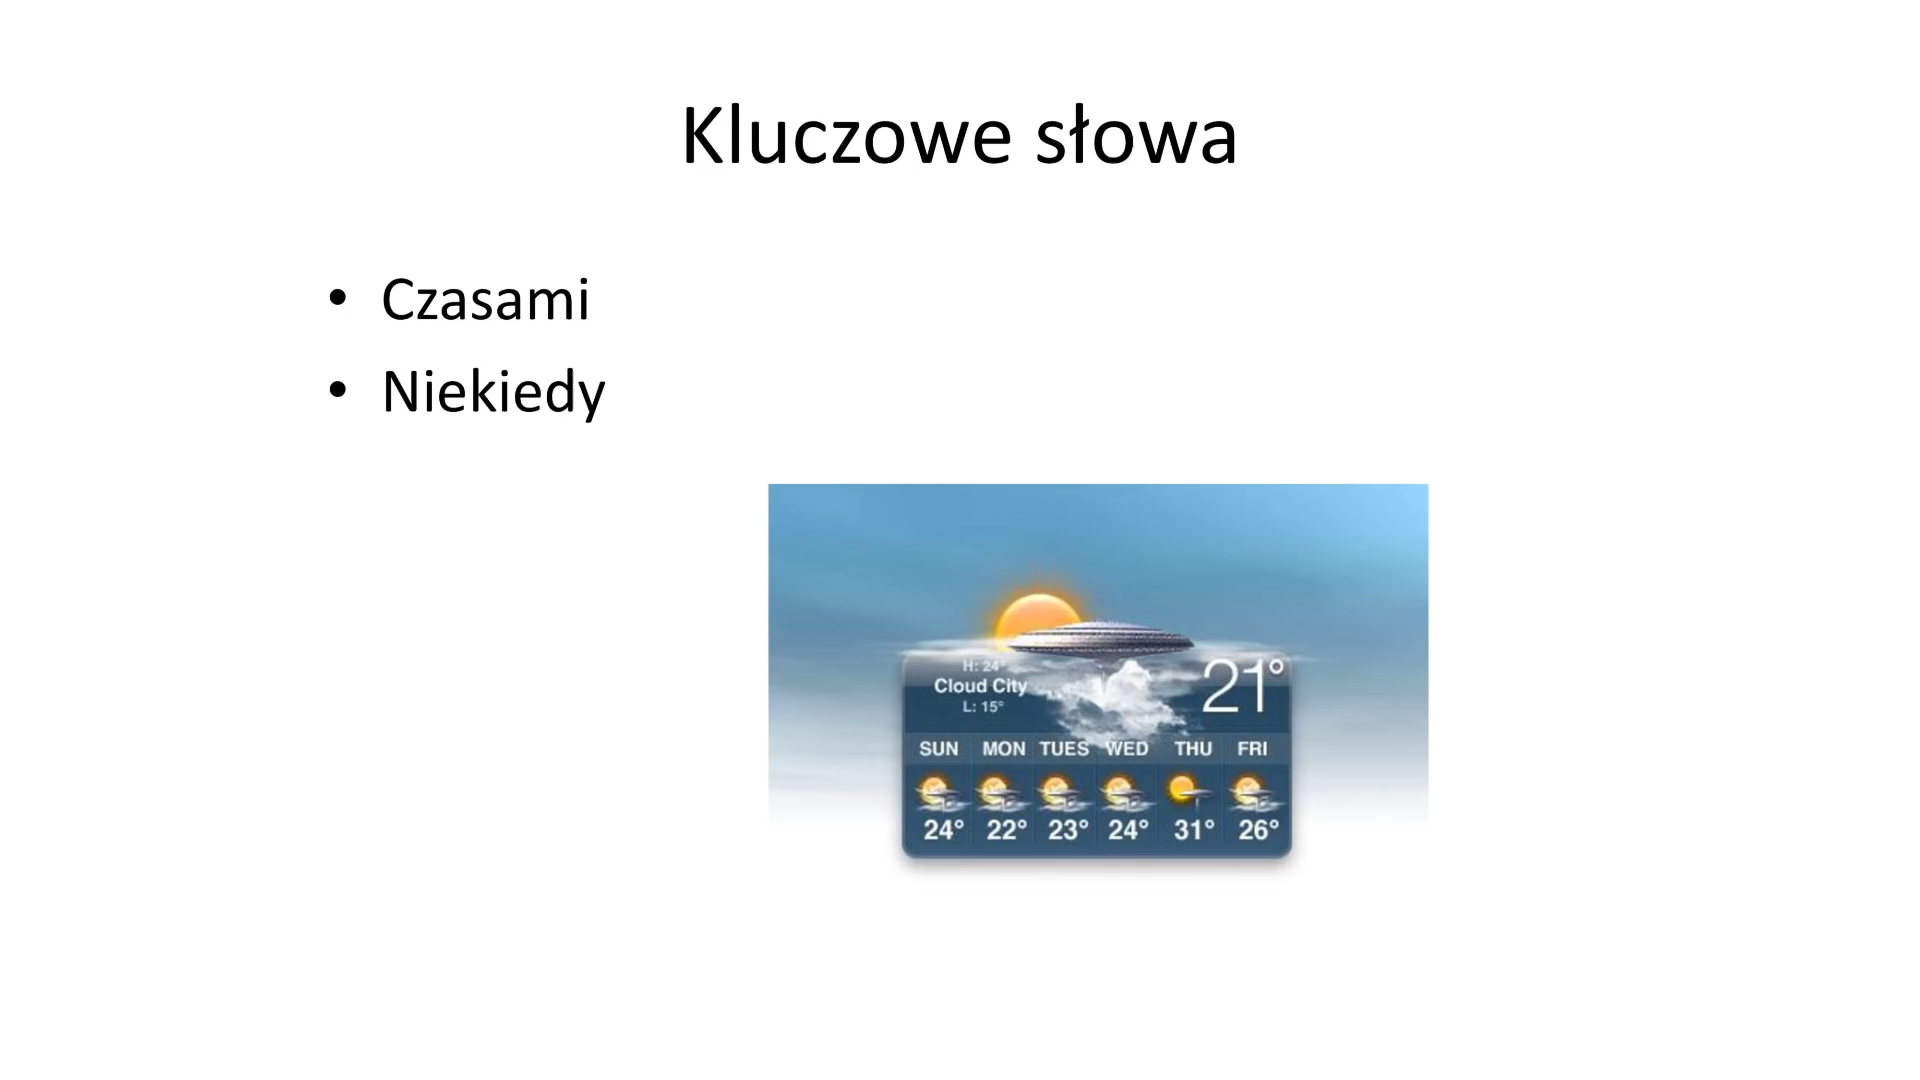 Kluczowe słowa
• Czasami
• Niekiedy
H: 24°
Cloud City
L: 15°
21°
SUN MON TUES WED THU FRI
24° 22° 23° 24° 31° 26°